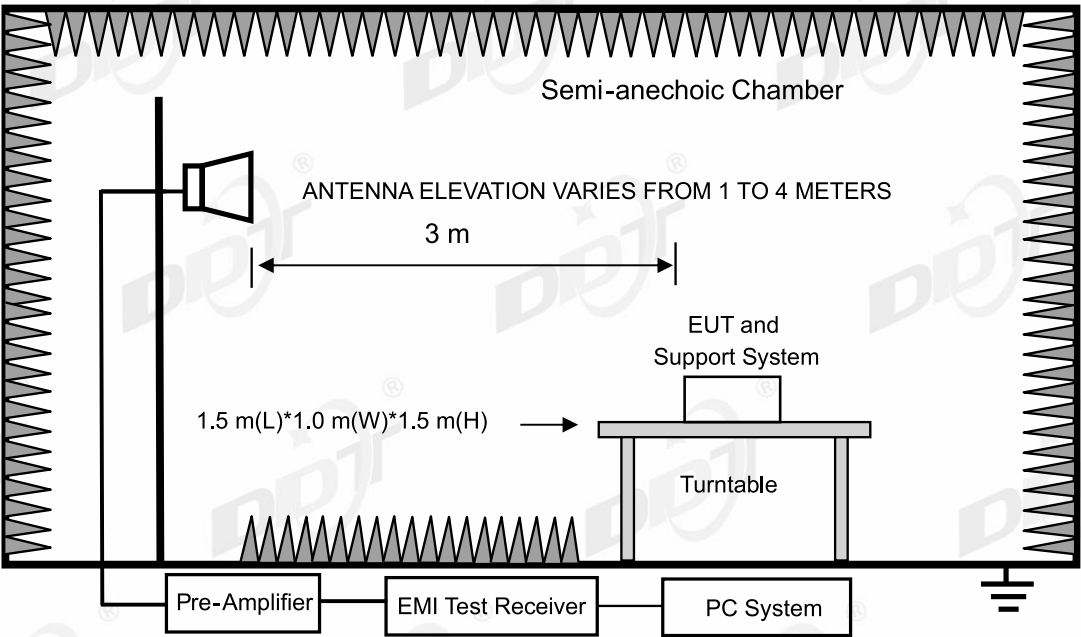 Semi-anechoic Chamber
ANTENNA ELEVATION VARIES FROM 1 TO 4 METERS
3 m
EUT and
Support System
1.5 m(L)*1.0 m(W)*1.5 m(H)
Turntable
Pre-Amplifier
EMI Test Receiver
PC System